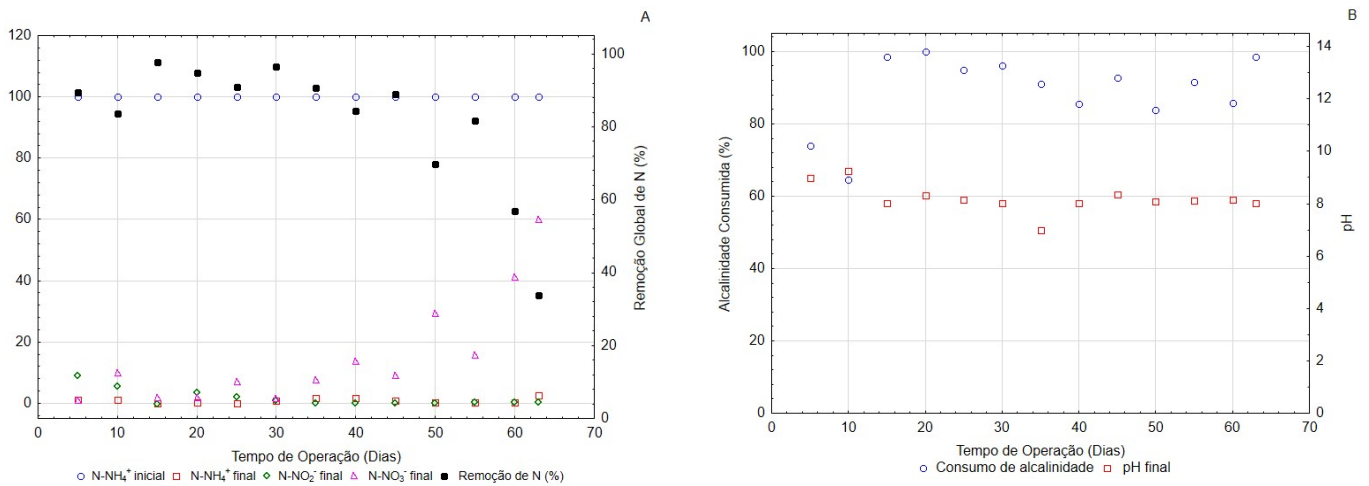 A
120
100
80
60
40
20
0
100
80
60
40
20
0
Remoção Global de N (%)
0 10 20 30 40 50 60 70
Tempo de Operação (Dias)
N-NH₄⁺ inicial N-NH₄⁺ final N-NO₂⁻ final N-NO₃⁻ final Remoção de N (%)
B
Alcalinidade Consumida (%)
100
80
60
40
20
0
14
12
10
8
6
4
2
0
pH
0 10 20 30 40 50 60 70
Tempo de Operação (Dias)
Consumo de alcalinidade pH final